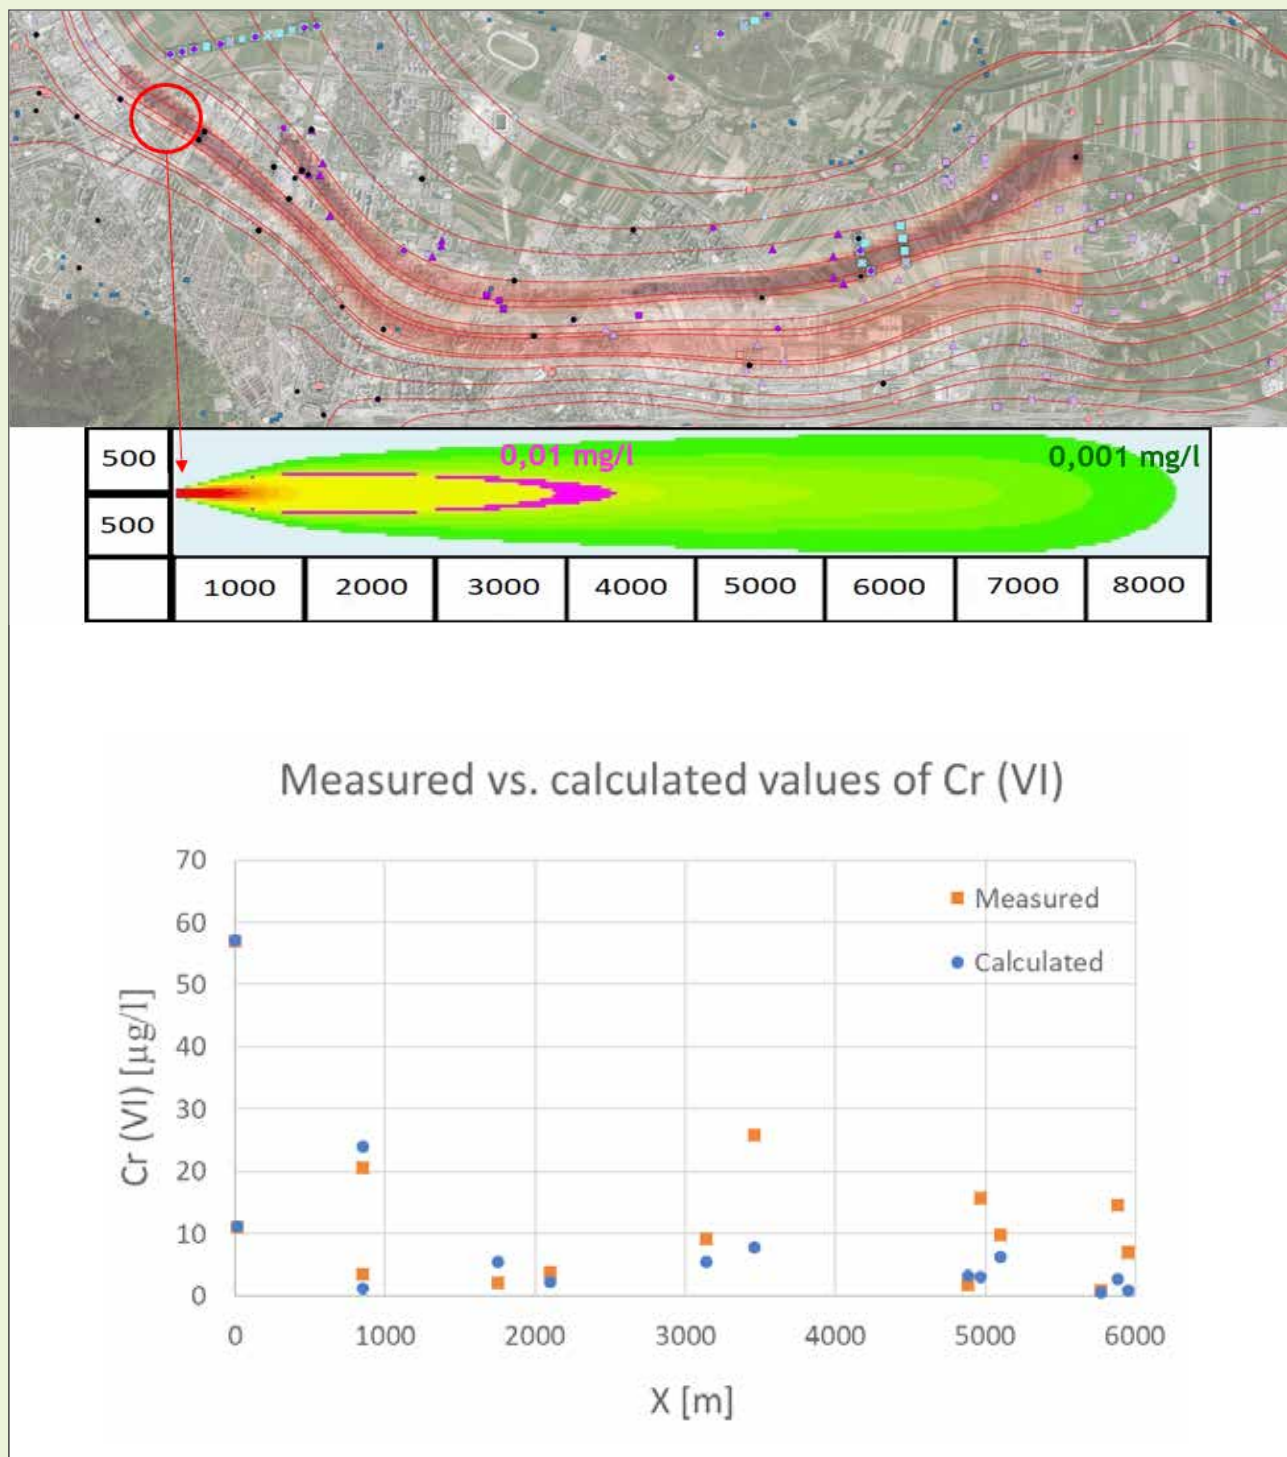 500
0,01 mg/l
0,001 mg/l
500
1000 2000 3000 4000 5000 6000 7000 8000
Measured vs. calculated values of Cr (VI)
70
60
50
40
30
20
10
0
Cr (VI) [µg/l]
Measured
Calculated
0 1000 2000 3000 4000 5000 6000
X [m]